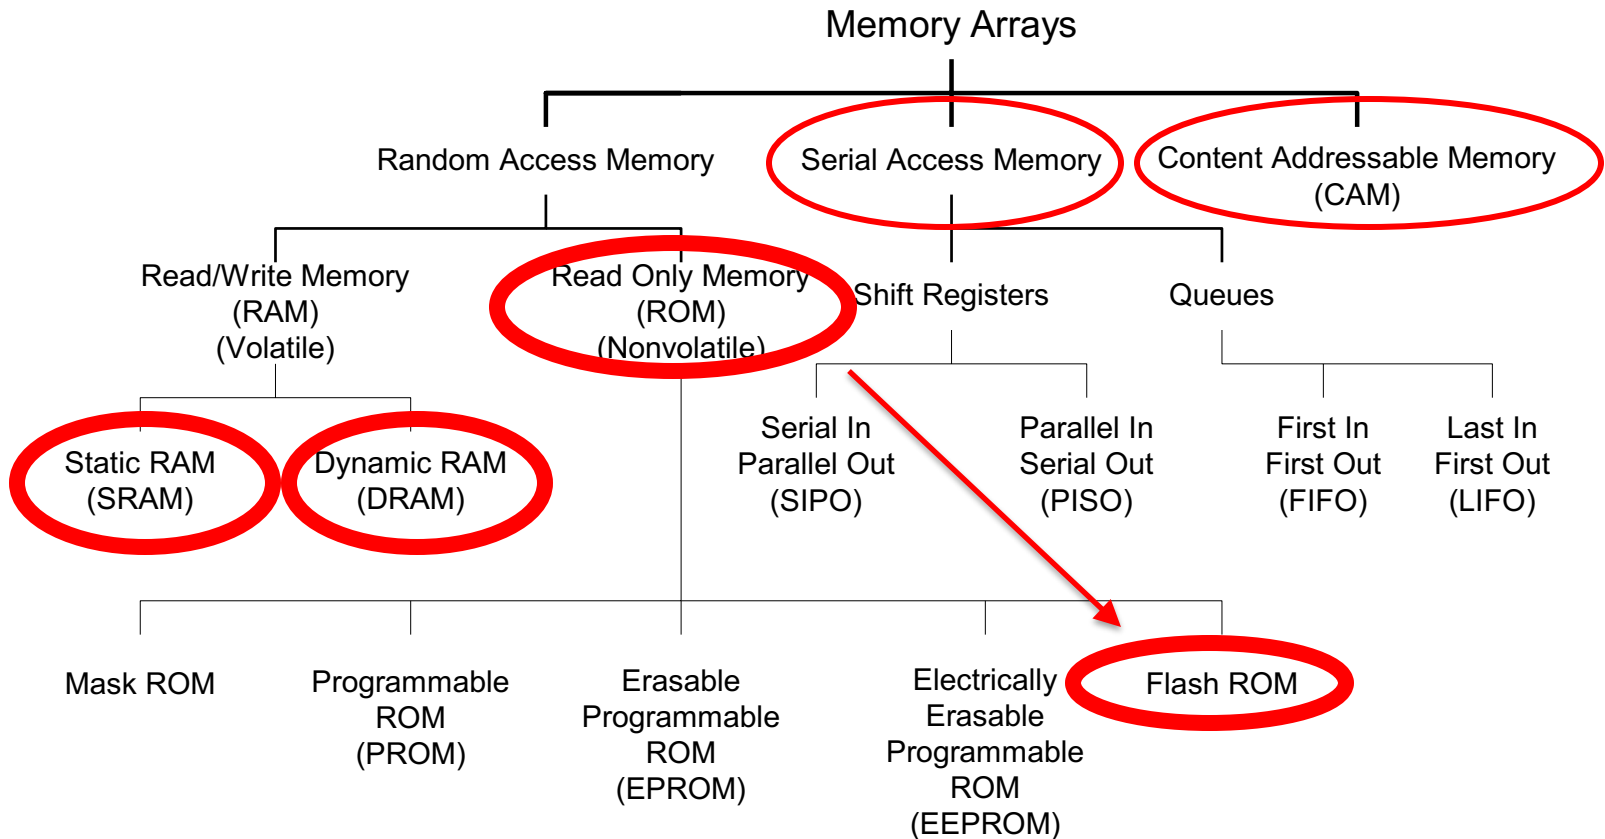 Memory Arrays
Random Access Memory
Serial Access Memory
Content Addressable Memory
(CAM)
Read/Write Memory
(RAM)
(Volatile)
Read Only Memory
(ROM)
(Nonvolatile)
Shift Registers
Queues
Static RAM
(SRAM)
Dynamic RAM
(DRAM)
Serial In
Parallel Out
(SIPO)
Parallel In
Serial Out
(PISO)
First In
First Out
(FIFO)
Last In
First Out
(LIFO)
Mask ROM
Programmable
ROM
(PROM)
Erasable
Programmable
ROM
(EPROM)
Electrically
Erasable
Programmable
ROM
(EEPROM)
Flash ROM